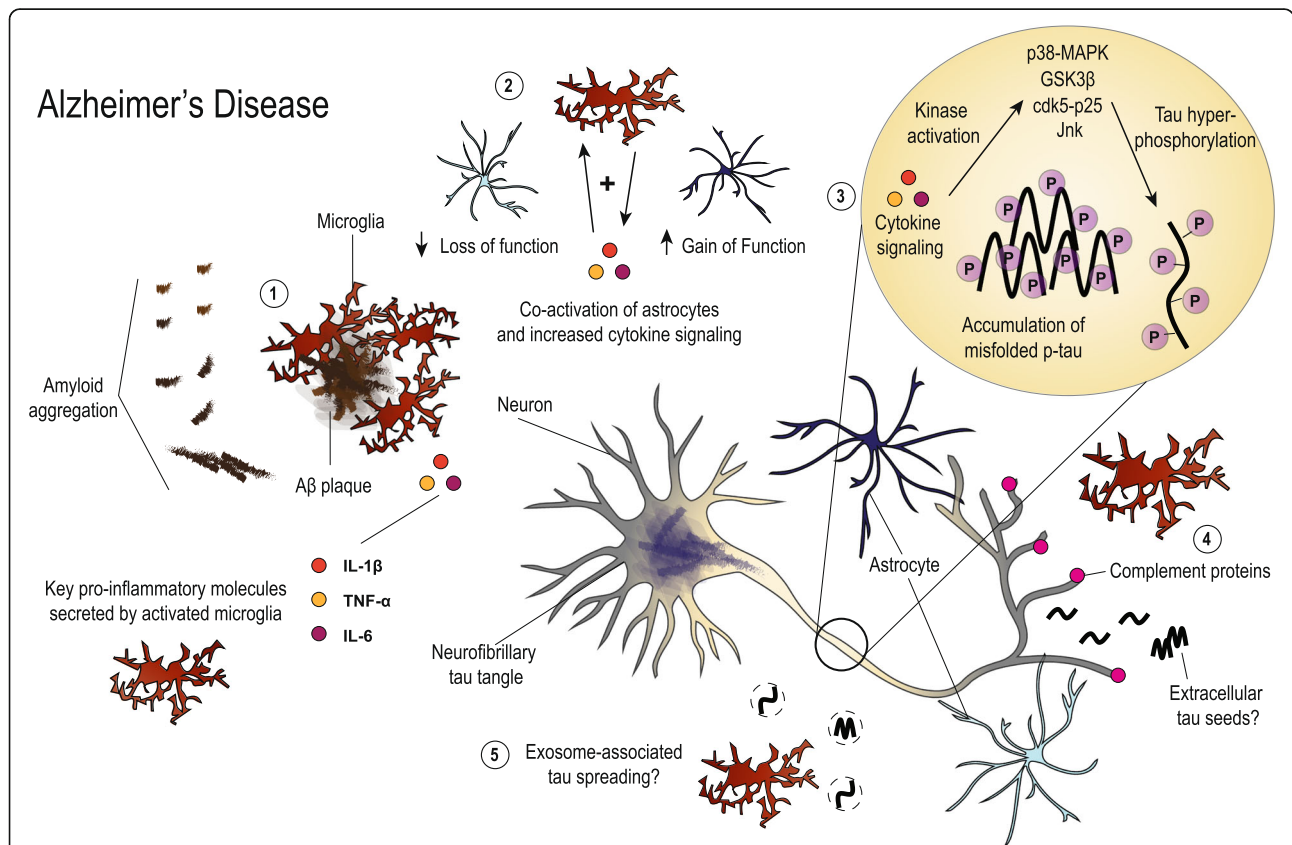 Alzheimer's Disease
1
Microglia
Amyloid
aggregation
Aβ plaque
Key pro-inflammatory molecules
secreted by activated microglia
IL-1β
TNF-α
IL-6
2
+
Loss of function
Gain of Function
Co-activation of astrocytes
and increased cytokine signaling
3
Cytokine
signaling
Kinase
activation
p38-MAPK
GSK3β
cdk5-p25
Jnk
Tau hyper-
phosphorylation
P
P
P
P
P
P
P
P
P
P
P
P
Accumulation of
misfolded p-tau
Neuron
Neurofibrillary
tau tangle
Astrocyte
4
Complement proteins
Extracellular
tau seeds?
5
Exosome-associated
tau spreading?